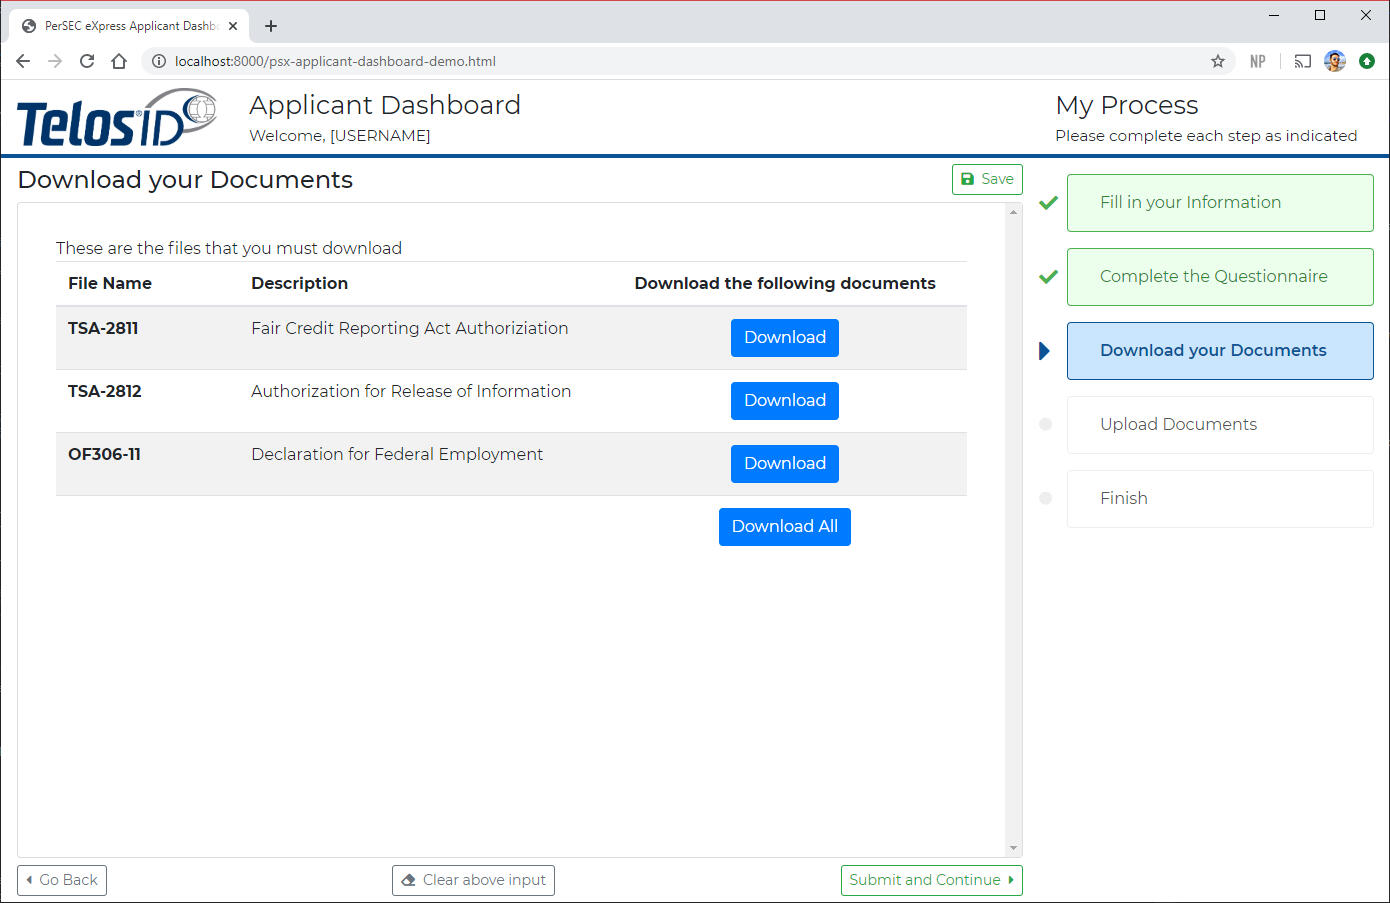 PerSEC eXpress Applicant Dashb
localhost:8000/psx-applicant-dashboard-demo.html
NP
Telos ID
®
Applicant Dashboard
Welcome, [USERNAME]
My Process
Please complete each step as indicated
Download your Documents
Save
These are the files that you must download
File Name Description Download the following documents
TSA-2811 Fair Credit Reporting Act Authoriziation Download
TSA-2812 Authorization for Release of Information Download
OF306-11 Declaration for Federal Employment Download
Download All
Fill in your Information
Complete the Questionnaire
Download your Documents
Upload Documents
Finish
Go Back
Clear above input
Submit and Continue